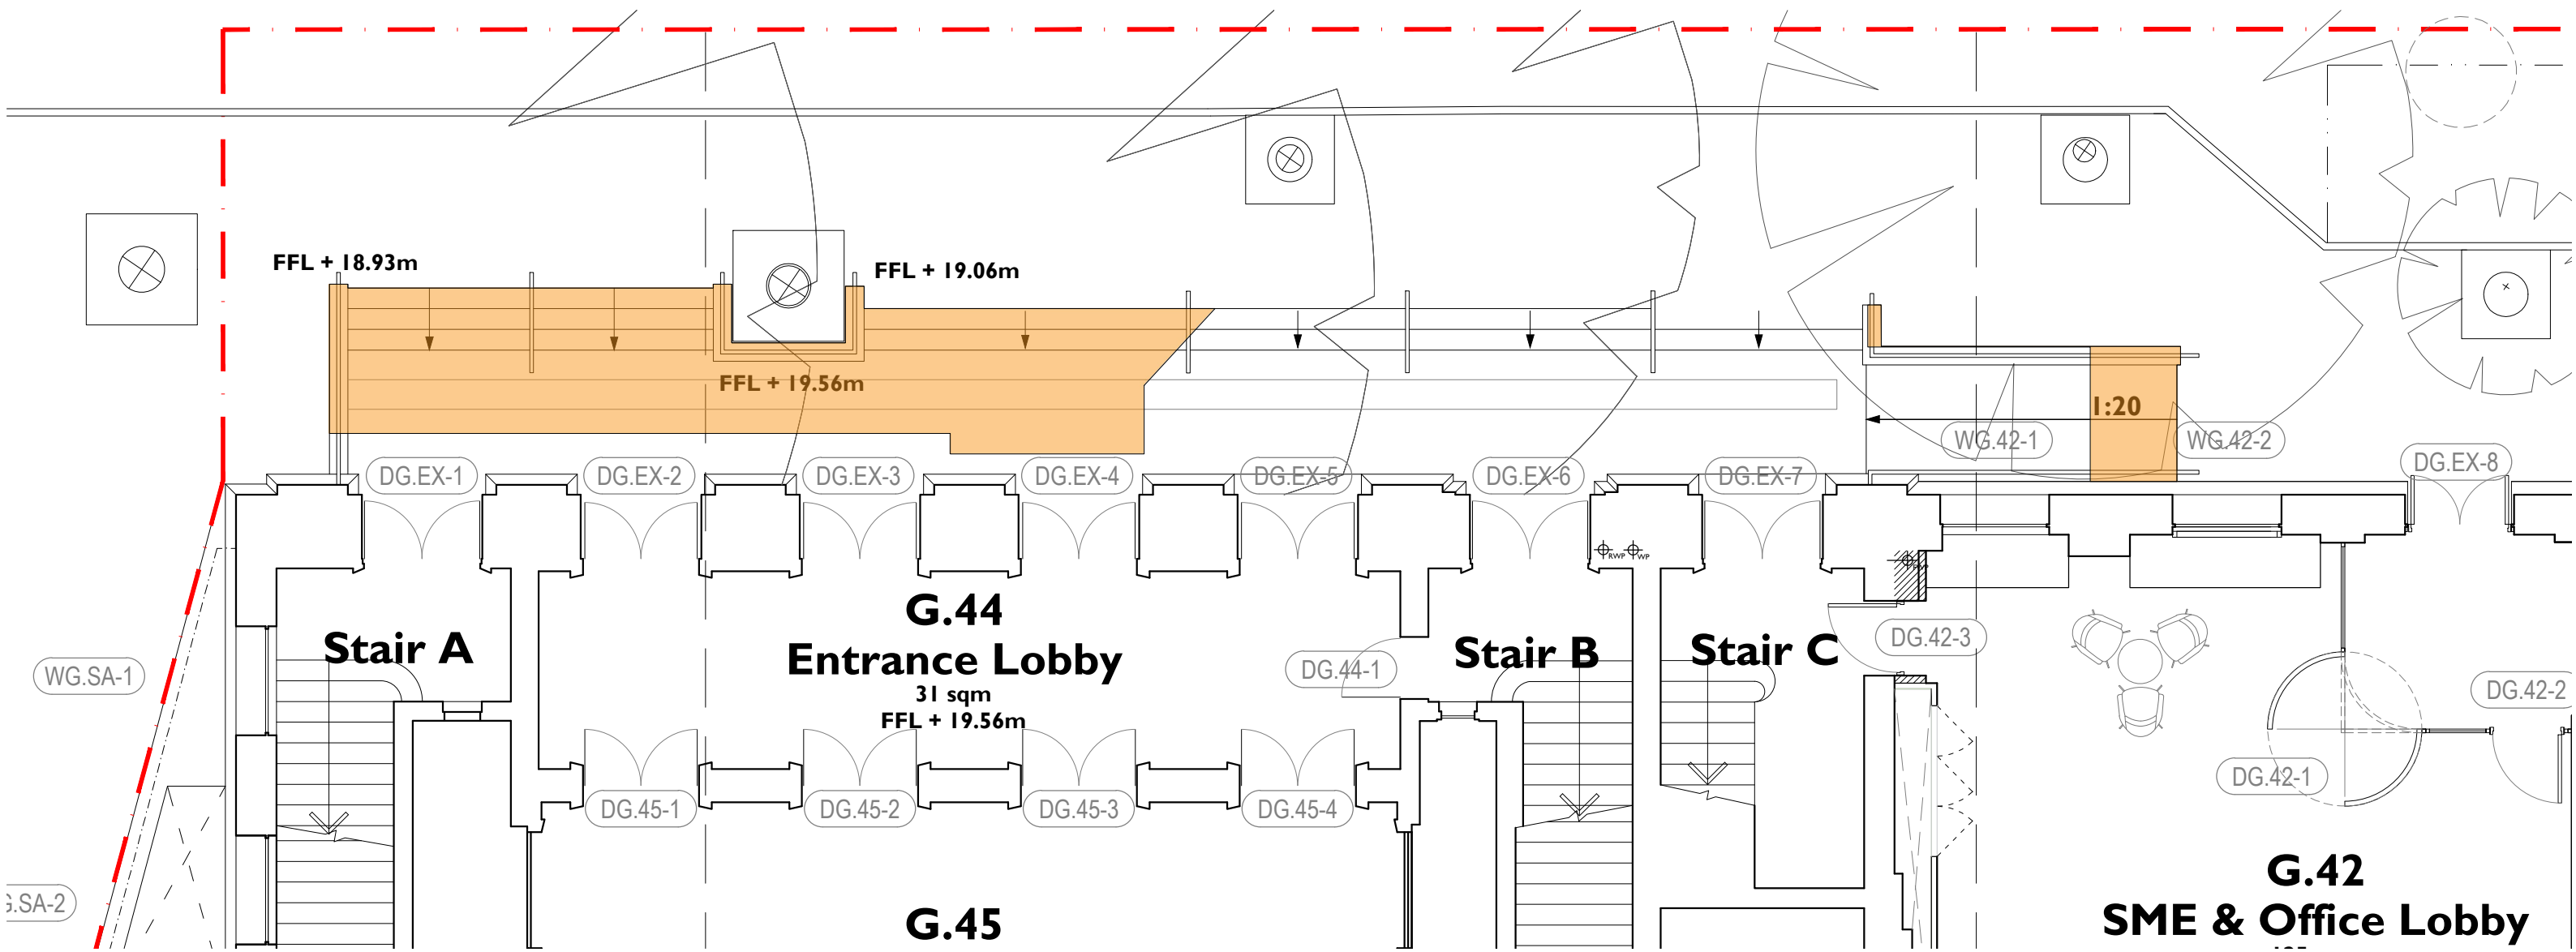 FFL + 18.93m
FFL + 19.06m
FFL + 19.56m
1:20
WG.42-1
WG.42-2
DG.EX-1
DG.EX-2
DG.EX-3
DG.EX-4
DG.EX-5
DG.EX-6
DG.EX-7
DG.EX-8
RWP
WP
G.44
Entrance Lobby
31 sqm
FFL + 19.56m
Stair A
Stair B
Stair C
DG.42-3
WG.SA-1
DG.44-1
DG.42-2
DG.45-1
DG.45-2
DG.45-3
DG.45-4
DG.42-1
G.SA-2
G.45
G.42
SME & Office Lobby